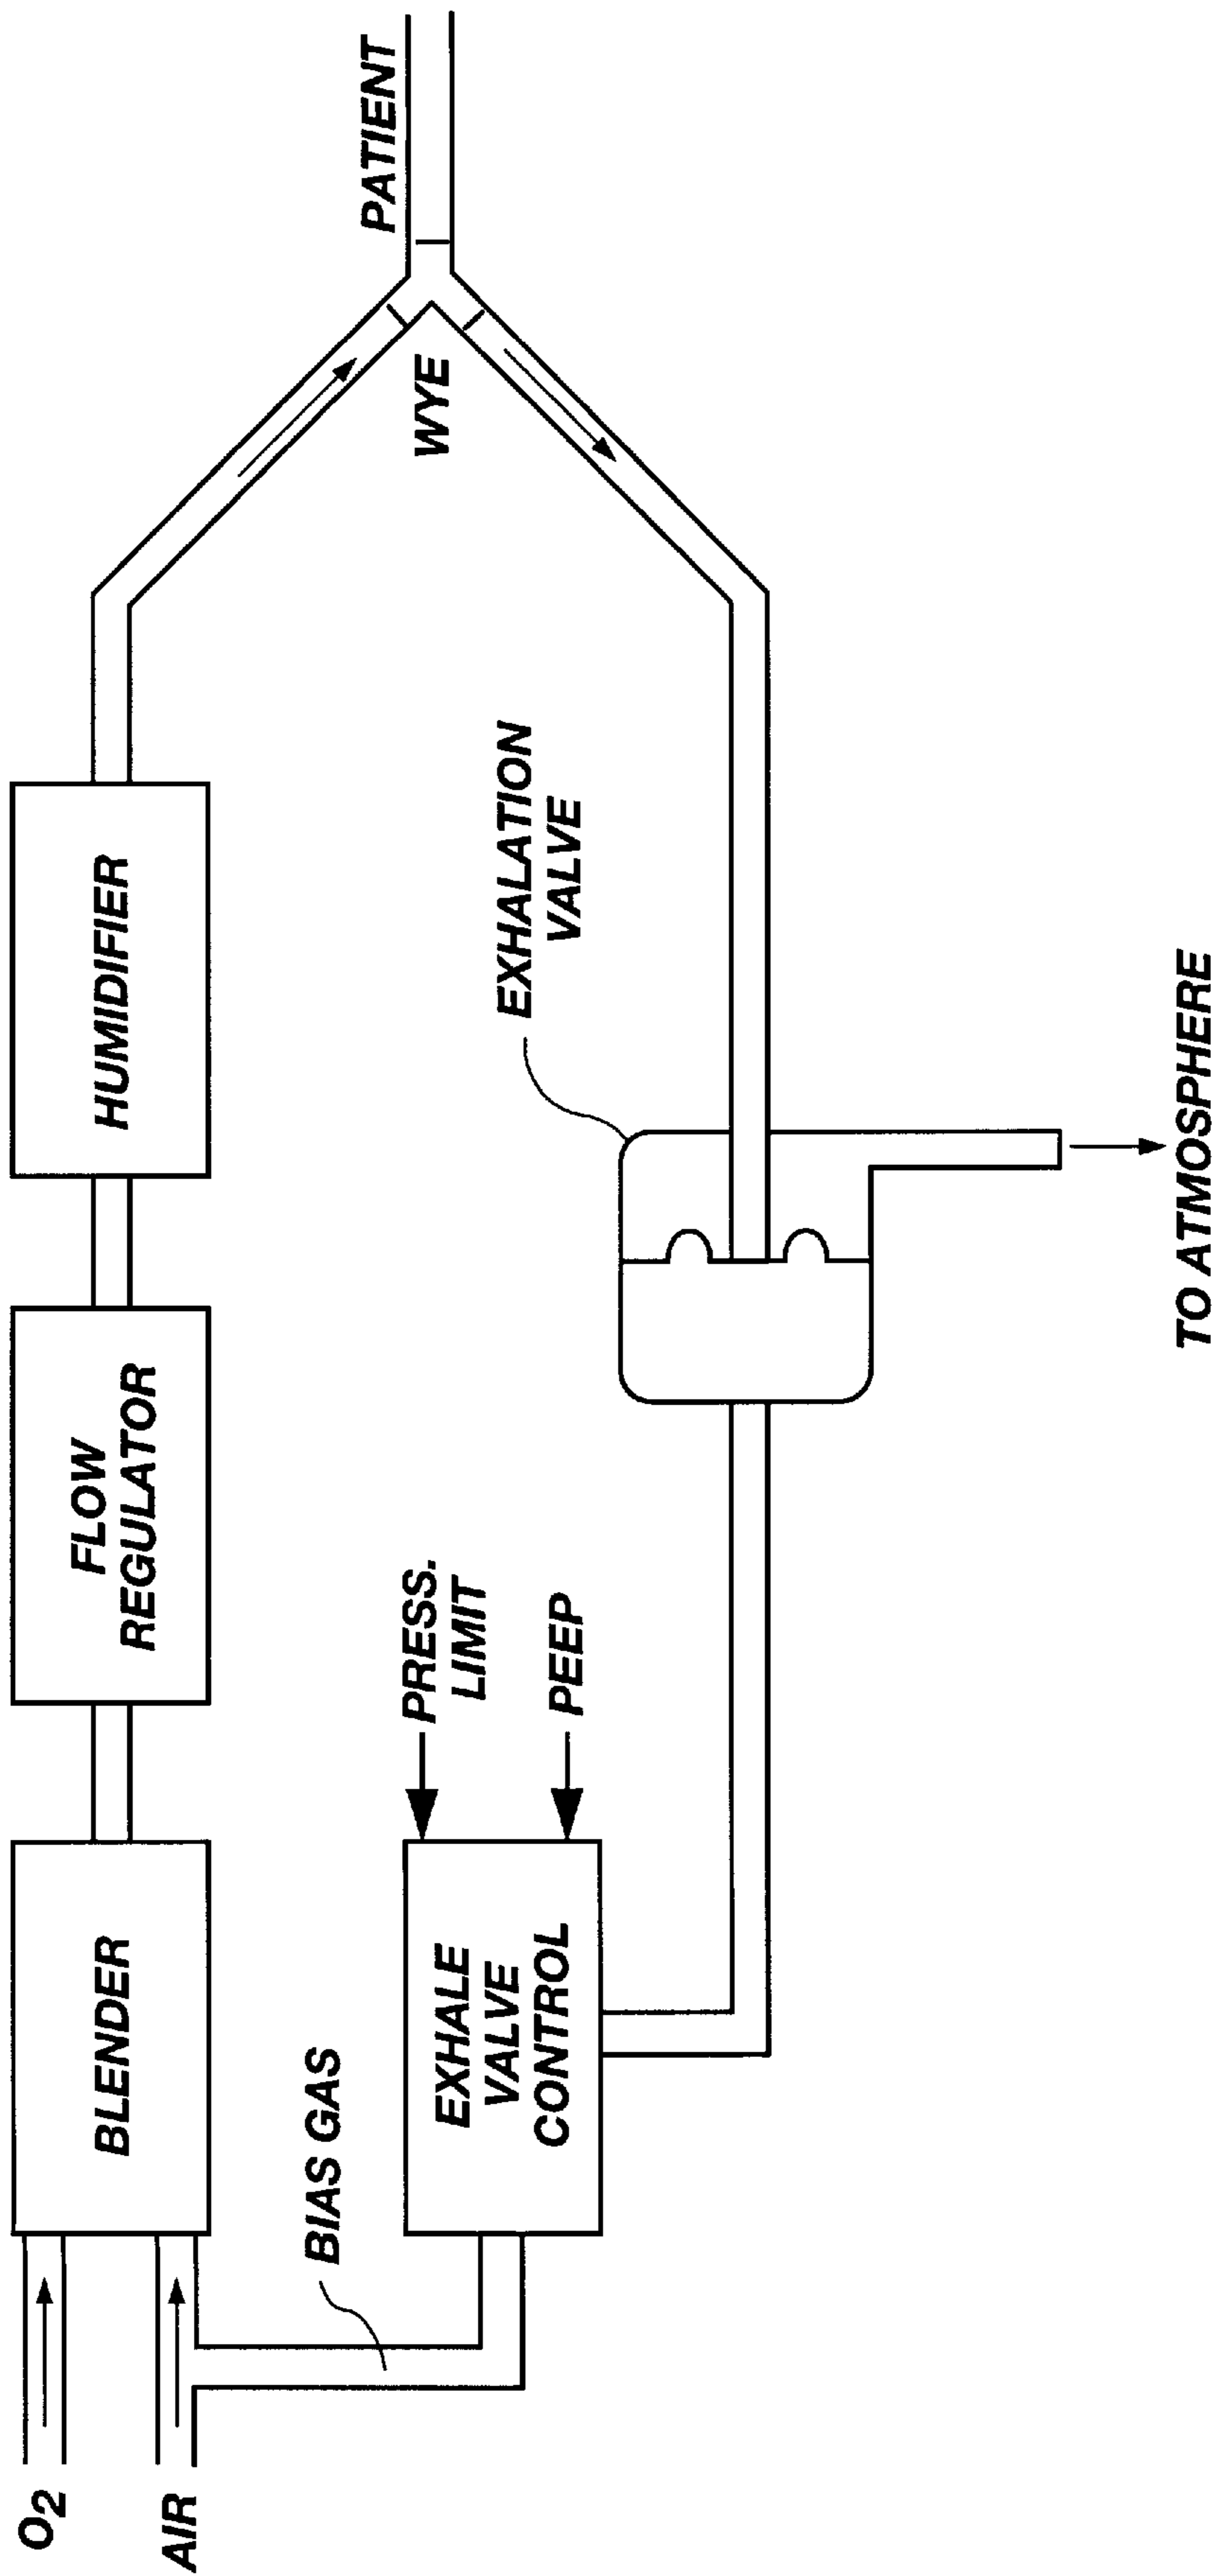 O2
AIR
BLENDER
FLOW
REGULATOR
HUMIDIFIER
PATIENT
WYE
BIAS GAS
EXHALE
VALVE
CONTROL
PRESS.
LIMIT
PEEP
EXHALATION
VALVE
TO ATMOSPHERE